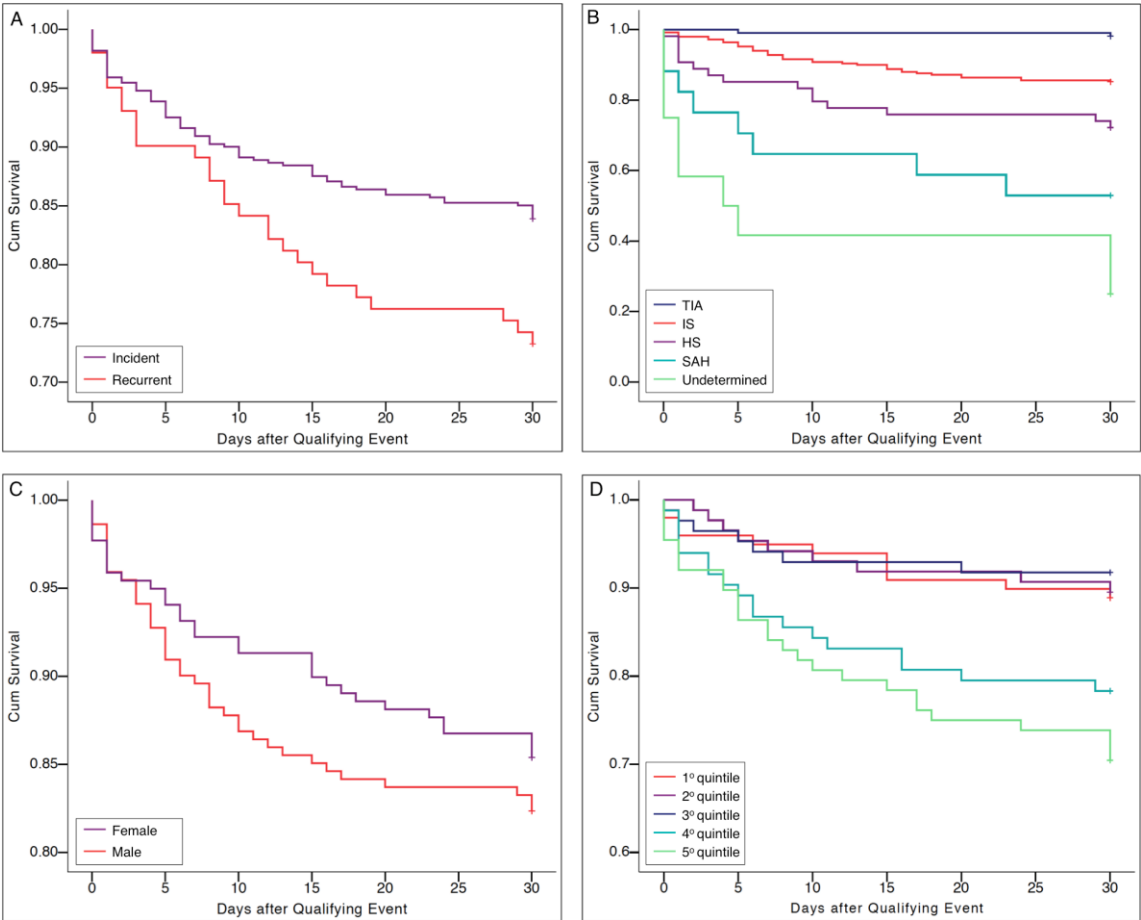 A
1.00
0.95
0.90
0.85
0.80
0.75
0.70
Cum Survival
Incident
Recurrent
0 5 10 15 20 25 30
Days after Qualifying Event
B
1.0
0.8
0.6
0.4
0.2
0.0
Cum Survival
TIA
IS
HS
SAH
Undetermined
0 5 10 15 20 25 30
Days after Qualifying Event
C
1.00
0.95
0.90
0.85
0.80
Cum Survival
Female
Male
0 5 10 15 20 25 30
Days after Qualifying Event
D
1.0
0.9
0.8
0.7
0.6
Cum Survival
1º quintile
2º quintile
3º quintile
4º quintile
5º quintile
0 5 10 15 20 25 30
Days after Qualifying Event